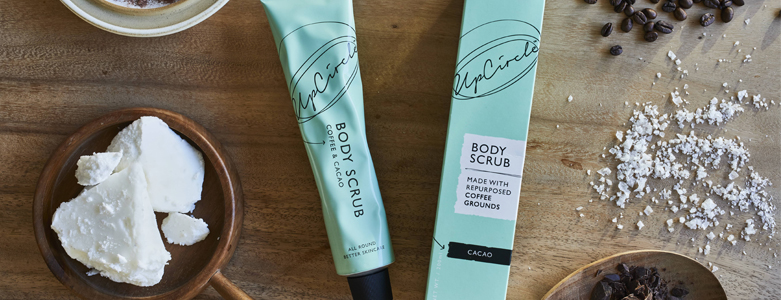 UpCircle
BODY SCRUB
COFFEE & CACAO
ALL ROUND
BETTER SKINCARE
UpCircle
BODY
SCRUB
MADE WITH
REPURPOSED
COFFEE
GROUNDS
CACAO